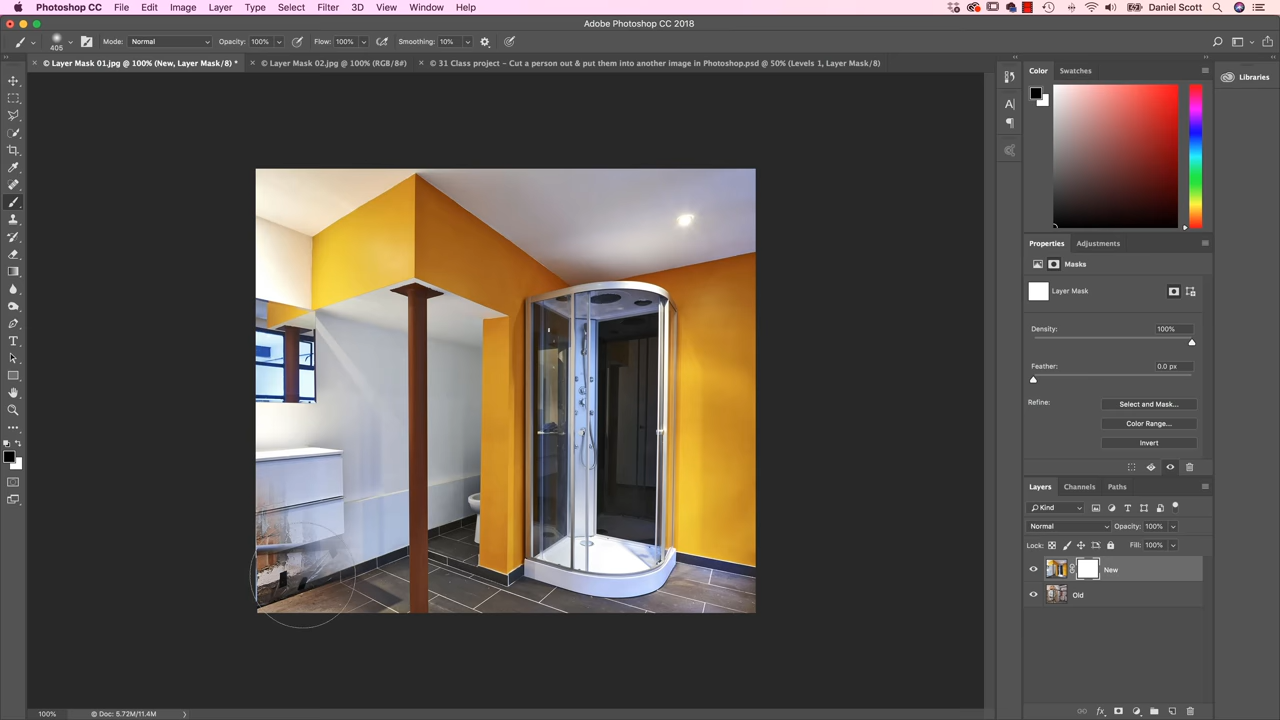 Photoshop CC File Edit Image Layer Type Select Filter 3D View Window Help Daniel Scott
Adobe Photoshop CC 2018
405 Mode: Normal Opacity: 100% Flow: 100% Smoothing: 10%
© Layer Mask 01.jpg @ 100% (New, Layer Mask/8) * © Layer Mask 02.jpg @ 100% (RGB/8#) © 31 Class project - Cut a person out & put them into another image in Photoshop.psd @ 50% (Levels 1, Layer Mask/8)
Color Swatches
Libraries
Properties Adjustments
Masks
Layer Mask
Density: 100%
Feather: 0.0 px
Refine: Select and Mask...
Color Range...
Invert
Layers Channels Paths
Kind
Normal Opacity: 100%
Lock: Fill: 100%
New
Old
100% © Doc: 5.72M/11.4M